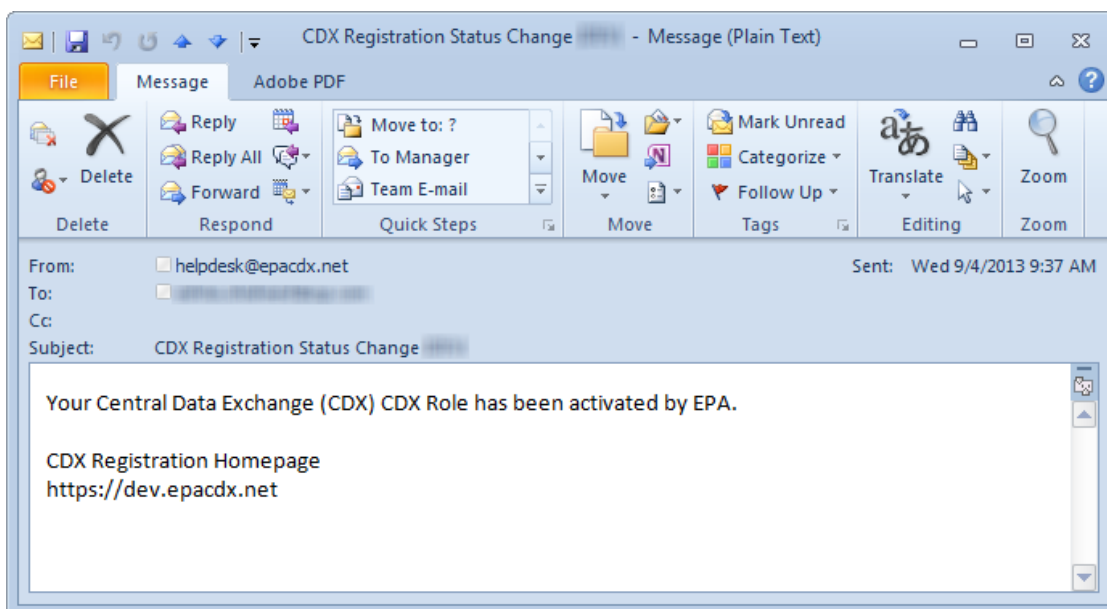 CDX Registration Status Change - Message (Plain Text)
File Message Adobe PDF
Delete
Reply
Reply All
Forward
Move to: ?
To Manager
Team E-mail
Move
Mark Unread
Categorize
Follow Up
Translate
Zoom
Delete Respond Quick Steps Move Tags Editing Zoom
From: helpdesk@epacdx.net Sent: Wed 9/4/2013 9:37 AM
To:
Cc:
Subject: CDX Registration Status Change
Your Central Data Exchange (CDX) CDX Role has been activated by EPA.
CDX Registration Homepage
https://dev.epacdx.net